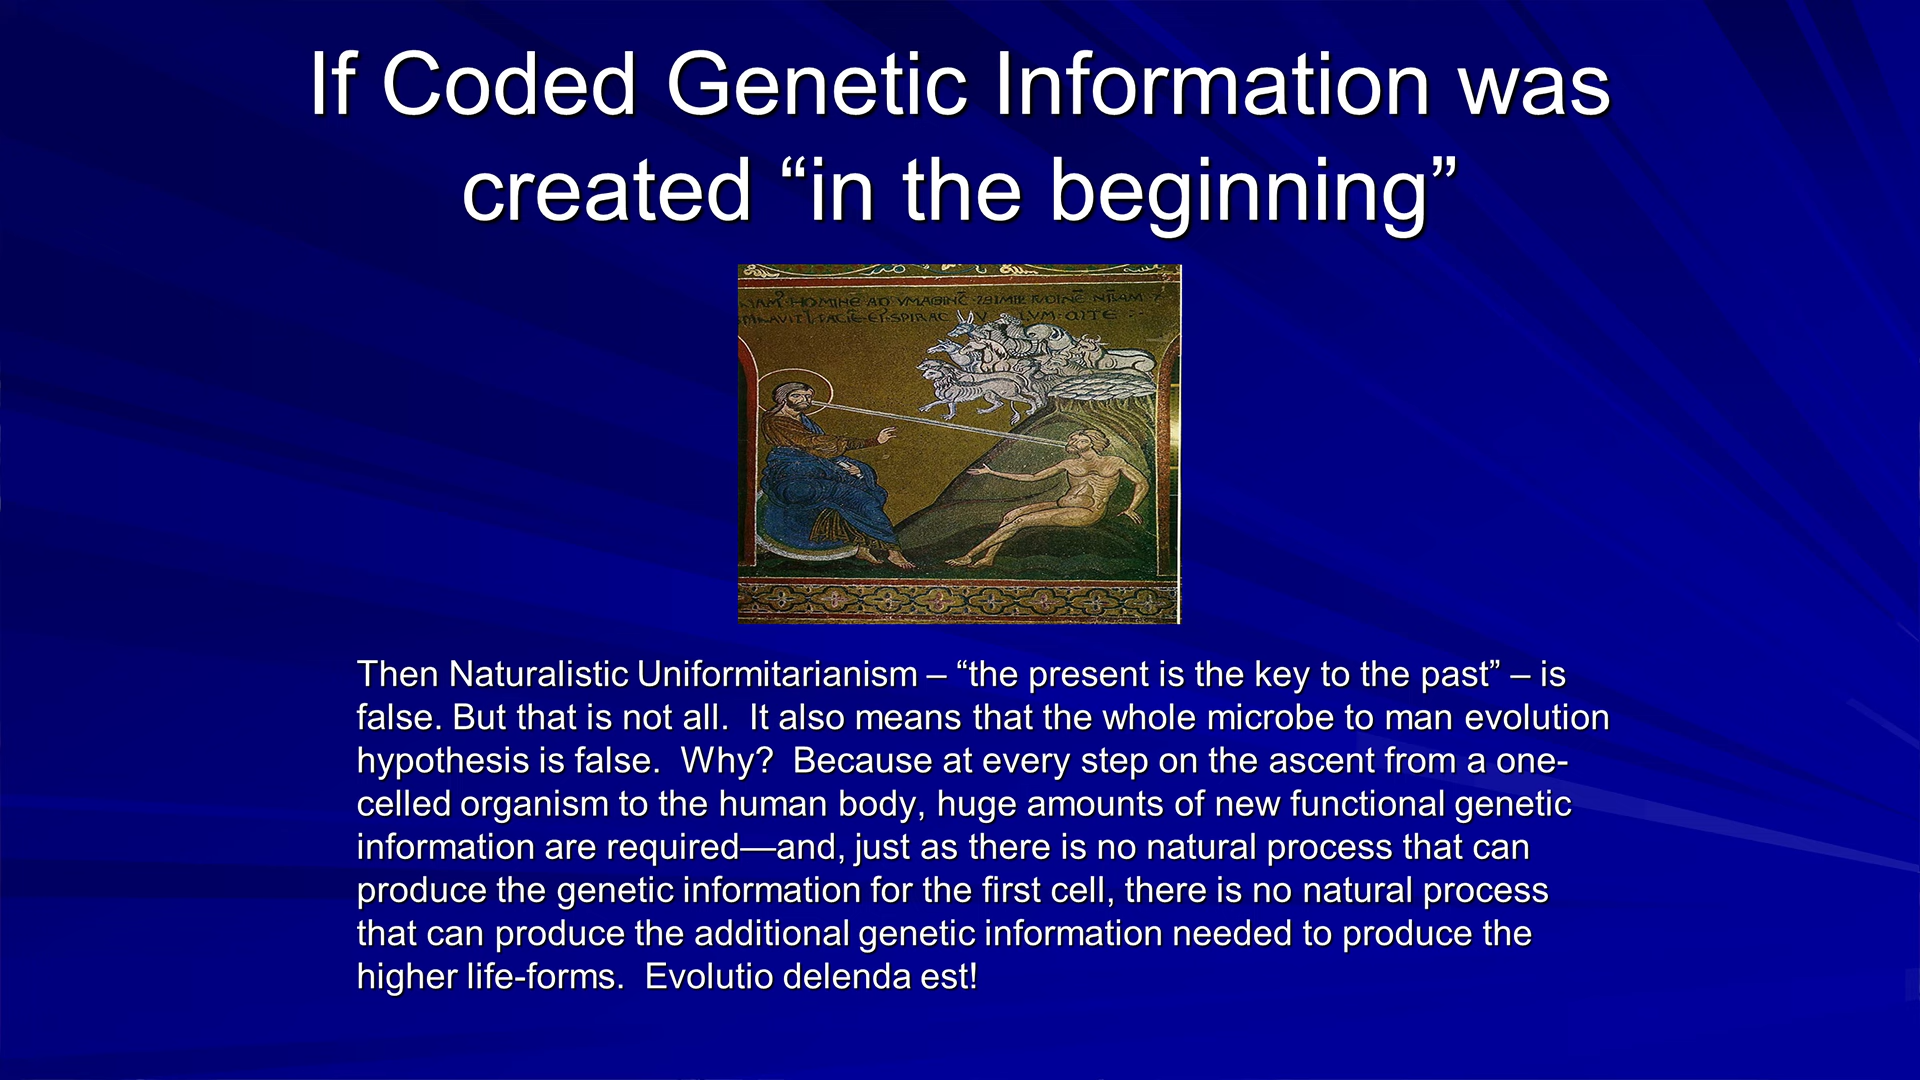 If Coded Genetic Information was
created “in the beginning”
Then Naturalistic Uniformitarianism – “the present is the key to the past” – is
false. But that is not all.  It also means that the whole microbe to man evolution
hypothesis is false.  Why?  Because at every step on the ascent from a one-
celled organism to the human body, huge amounts of new functional genetic
information are required—and, just as there is no natural process that can
produce the genetic information for the first cell, there is no natural process
that can produce the additional genetic information needed to produce the
higher life-forms.  Evolutio delenda est!